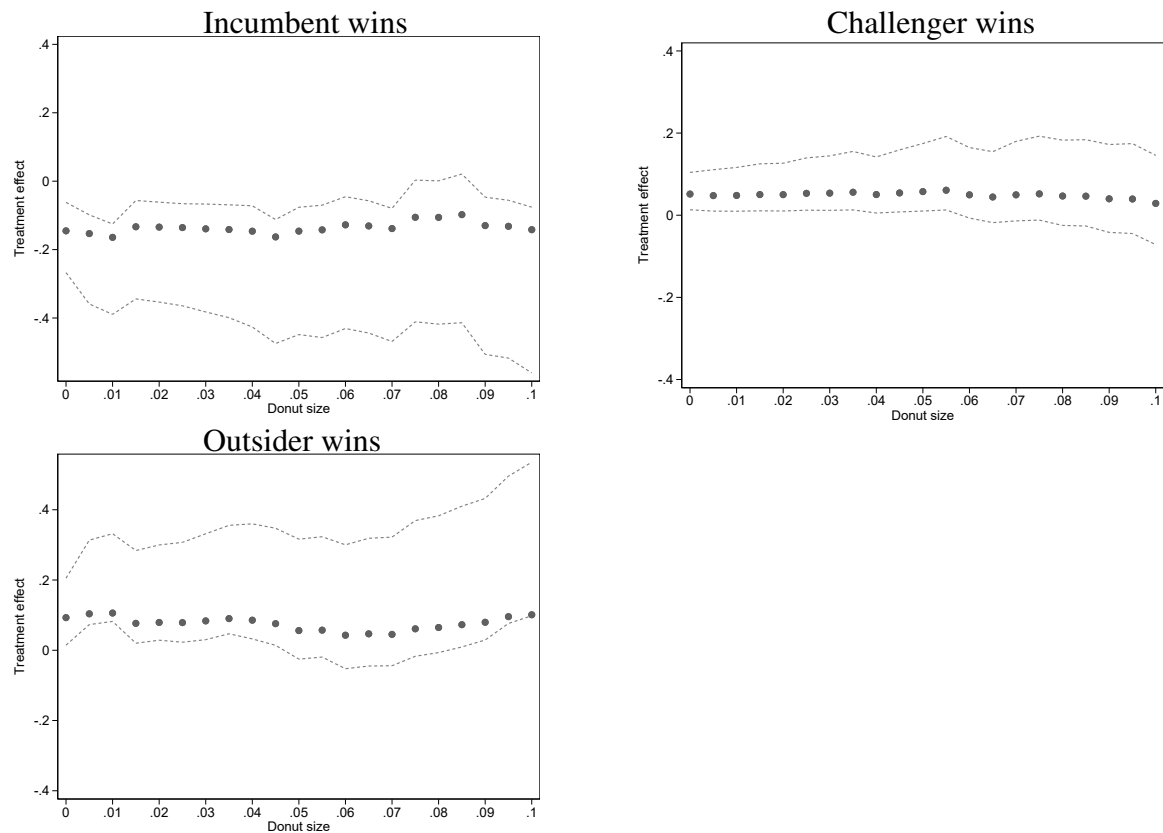 Incumbent wins
.4
.2
0
-.2
-.4
Treatment effect
0 .01 .02 .03 .04 .05 .06 .07 .08 .09 .1
Donut size
Challenger wins
.4
.2
0
-.2
-.4
Treatment effect
0 .01 .02 .03 .04 .05 .06 .07 .08 .09 .1
Donut size
Outsider wins
.4
.2
0
-.2
-.4
Treatment effect
0 .01 .02 .03 .04 .05 .06 .07 .08 .09 .1
Donut size